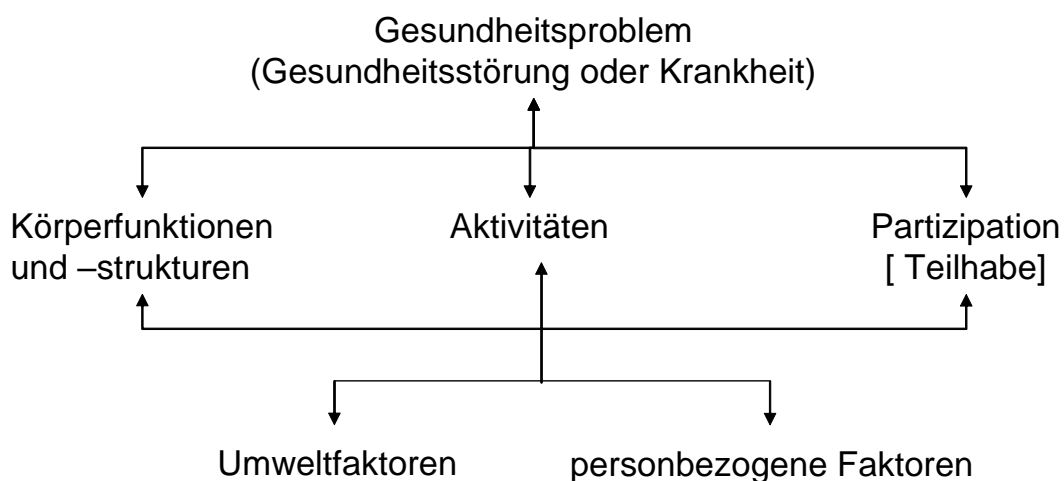 Gesundheitsproblem
(Gesundheitsstörung oder Krankheit)
Körperfunktionen
und –strukturen
Aktivitäten
Partizipation
[ Teilhabe]
Umweltfaktoren
personbezogene Faktoren